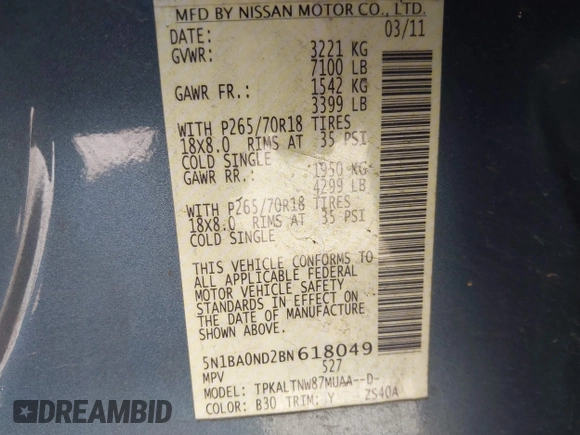 MFD BY NISSAN MOTOR CO., LTD.
DATE: 03/11
GVWR: 3221 KG
7100 LB
GAWR FR.: 1542 KG
3399 LB
WITH P265/70R18 TIRES
18X8.0 RIMS AT 35 PSI
COLD SINGLE
GAWR RR.: 1950 KG
4299 LB
WITH P265/70R18 TIRES
18X8.0 RIMS AT 35 PSI
COLD SINGLE
THIS VEHICLE CONFORMS TO
ALL APPLICABLE FEDERAL
MOTOR VEHICLE SAFETY
STANDARDS IN EFFECT ON
THE DATE OF MANUFACTURE
SHOWN ABOVE.
5N1BA0ND2BN618049
MPV 527
MODEL: TPKALTNW87MUAA--D-
COLOR: B30 TRIM: Y ZS40A
DREAMBID
DREAMBID.COM